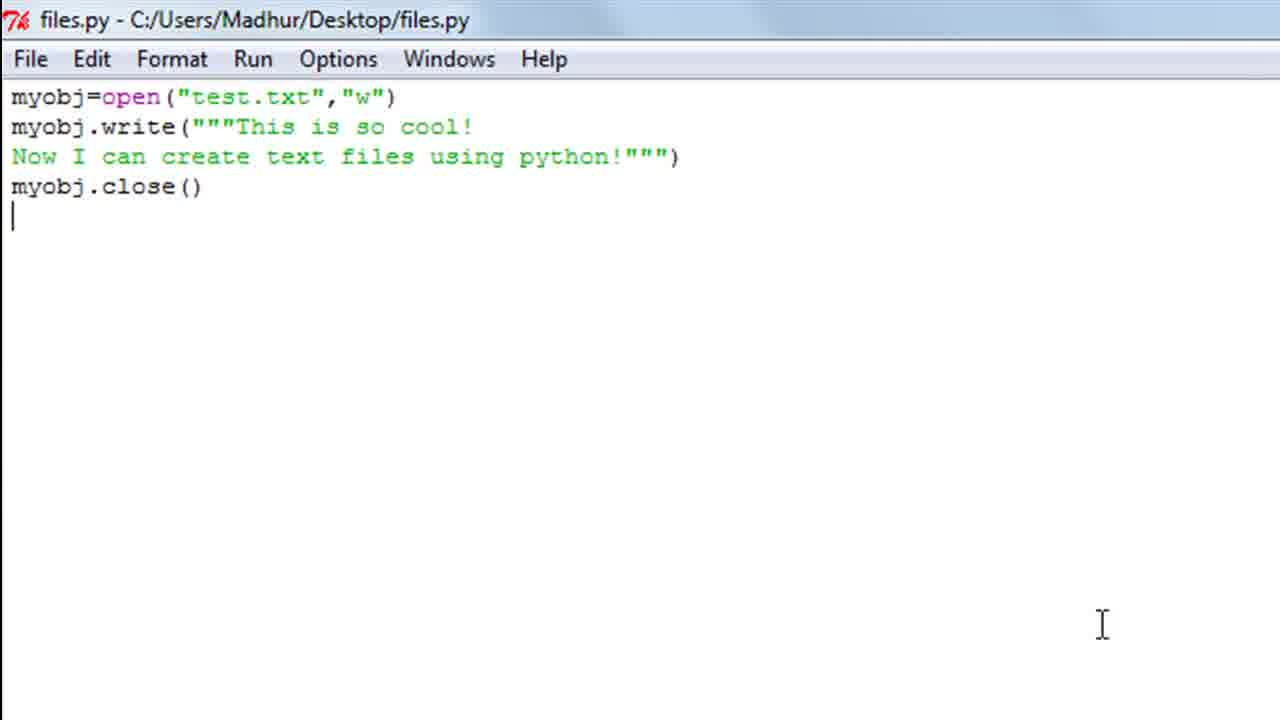 files.py - C:/Users/Madhur/Desktop/files.py
File Edit Format Run Options Windows Help
myobj=open("test.txt","w")
myobj.write("""This is so cool!
Now I can create text files using python!""")
myobj.close()